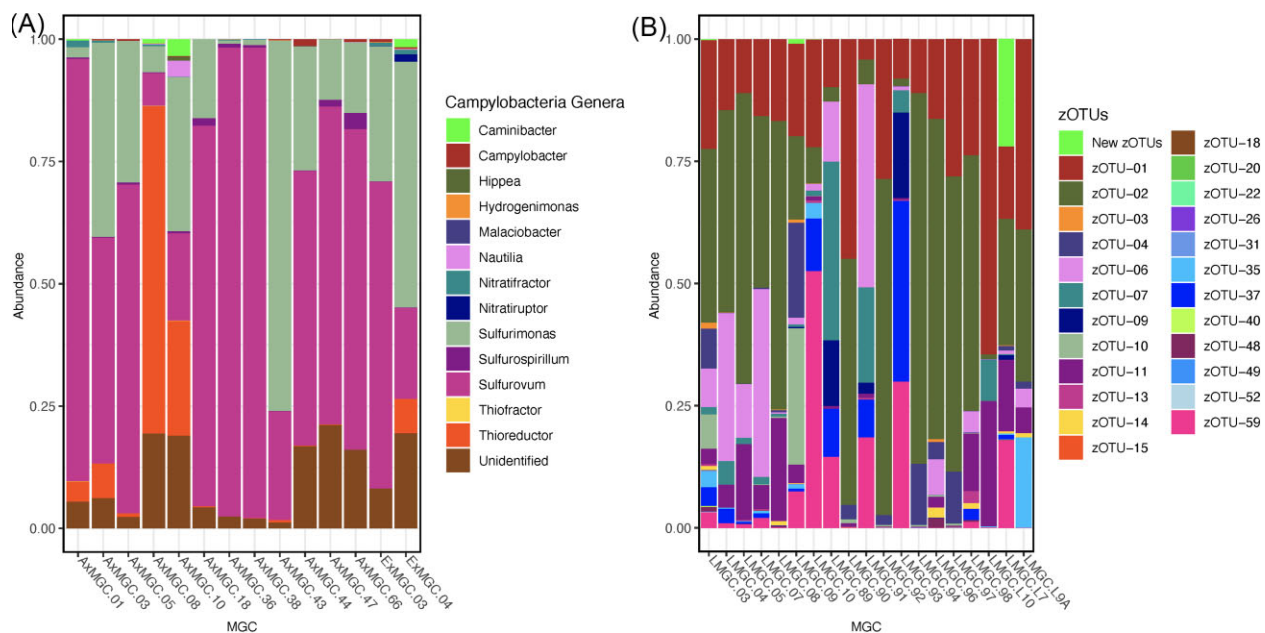 (A)
1.00
0.75
0.50
0.25
0.00
Abundance
AxMGC.01
AxMGC.03
AxMGC.05
AxMGC.08
AxMGC.10
AxMGC.18
AxMGC.36
AxMGC.38
AxMGC.43
AxMGC.44
AxMGC.47
AxMGC.66
ExMGC.03
ExMGC.04
MGC
Campylobacteria Genera
Caminibacter
Campylobacter
Hippea
Hydrogenimonas
Malaciobacter
Nautilia
Nitratifractor
Nitratiruptor
Sulfurimonas
Sulfurospirillum
Sulfurovum
Thiofractor
Thioreductor
Unidentified
(B)
1.00
0.75
0.50
0.25
0.00
Abundance
LMGC.03
LMGC.04
LMGC.05
LMGC.07
LMGC.08
LMGC.09
LMGC.10
LMGC.89
LMGC.90
LMGC.91
LMGC.92
LMGC.93
LMGC.94
LMGC.96
LMGC.97
LMGC.98
LMGC.L10
LMGC.L7
LMGC.L9A
MGC
zOTUs
New zOTUs
zOTU-01
zOTU-02
zOTU-03
zOTU-04
zOTU-06
zOTU-07
zOTU-09
zOTU-10
zOTU-11
zOTU-13
zOTU-14
zOTU-15
zOTU-18
zOTU-20
zOTU-22
zOTU-26
zOTU-31
zOTU-35
zOTU-37
zOTU-40
zOTU-48
zOTU-49
zOTU-52
zOTU-59